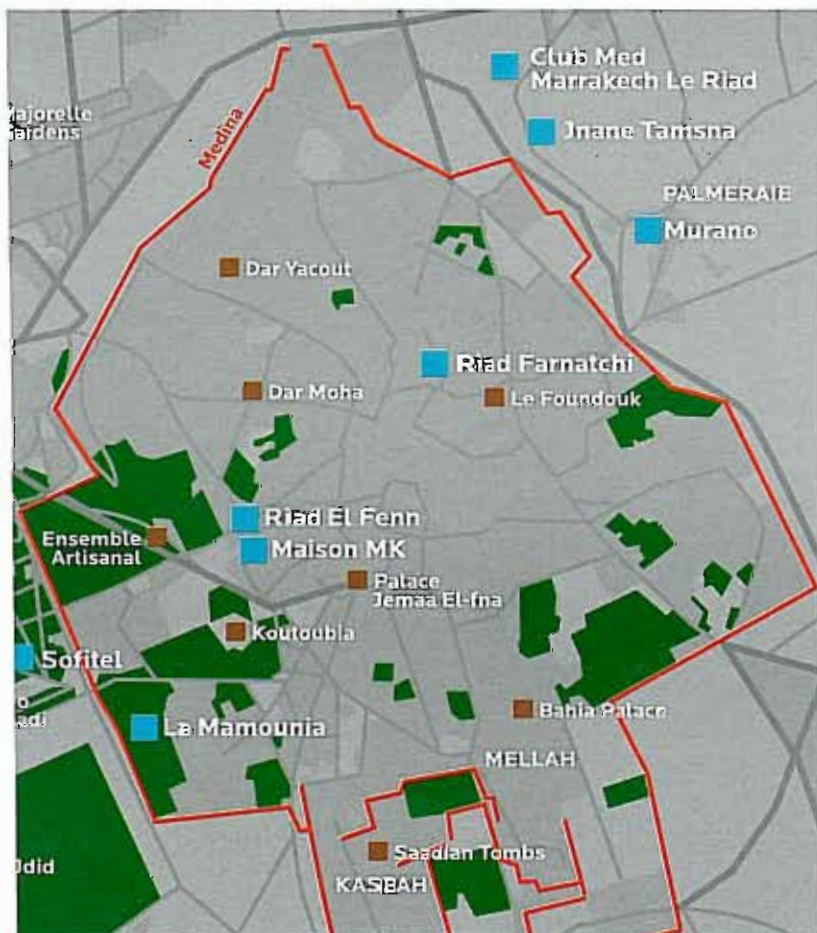 Club Med
Marrakech Le Riad
Medina
Jnane Tamsna
PALMERAIE
Murano
Dar Yacout
Riad Farnatchi
Dar Moha
Le Foundouk
Riad El Fenn
Ensemble
Artisanal
Maison MK
Palace
Jemaa El-fna
Koutoubia
Sofitel
Bahia Palace
La Mamounia
MELLAH
Saadian Tombs
KASBAH